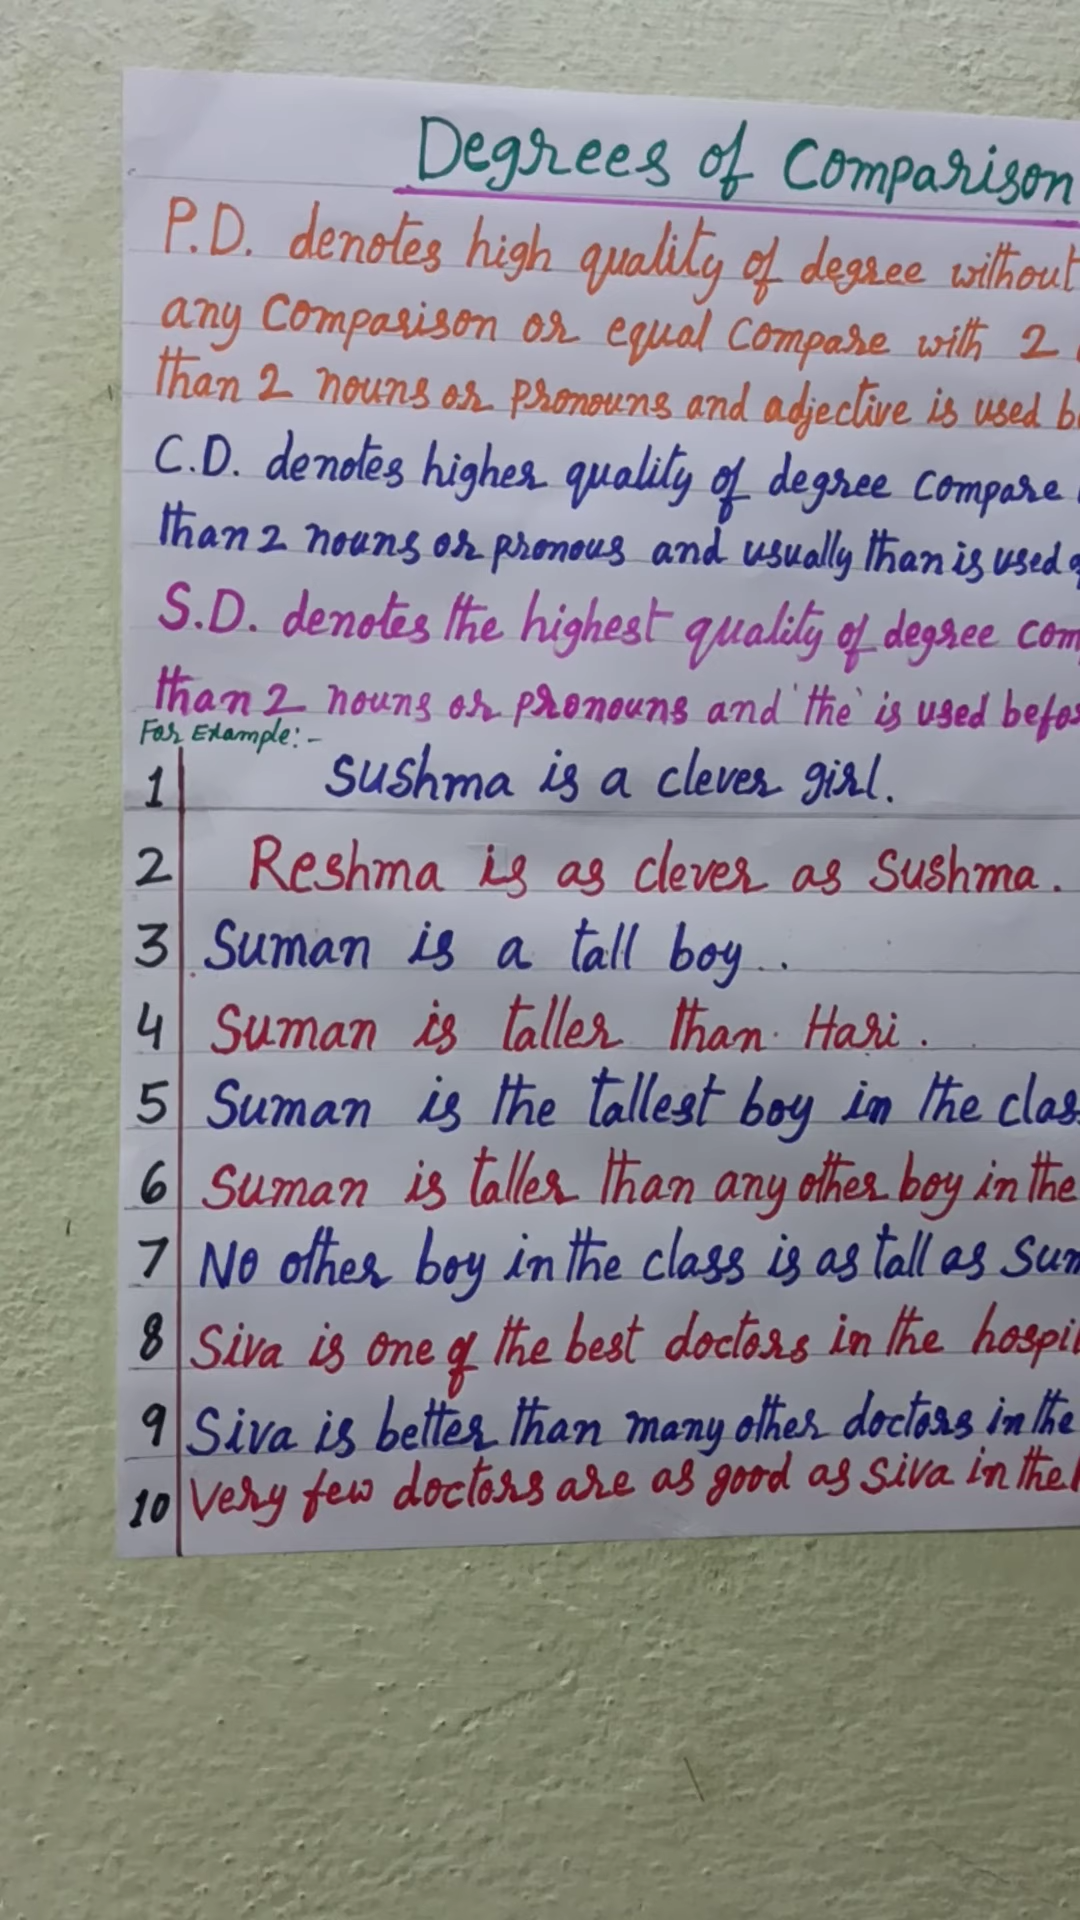 Degrees of Comparison
P.D. denotes high quality of degree without
any Comparison or equal Compare with 2
than 2 nouns or pronouns and adjective is used
C.D. denotes higher quality of degree Compare
than 2 nouns or pronous and usually than is used
S.D. denotes the highest quality of degree com
than 2 nouns or pronouns and 'the' is used befo
For Example:-
1 Sushma is a clever girl.
2 Reshma is as clever as Sushma.
3 Suman is a tall boy..
4 Suman is taller than Hari.
5 Suman is the tallest boy in the clas
6 Suman is taller than any other boy in the
7 No other boy in the class is as tall as Sum
8 Siva is one of the best doctors in the hospi
9 Siva is better than many other doctors in the
10 Very few doctors are as good as Siva in the